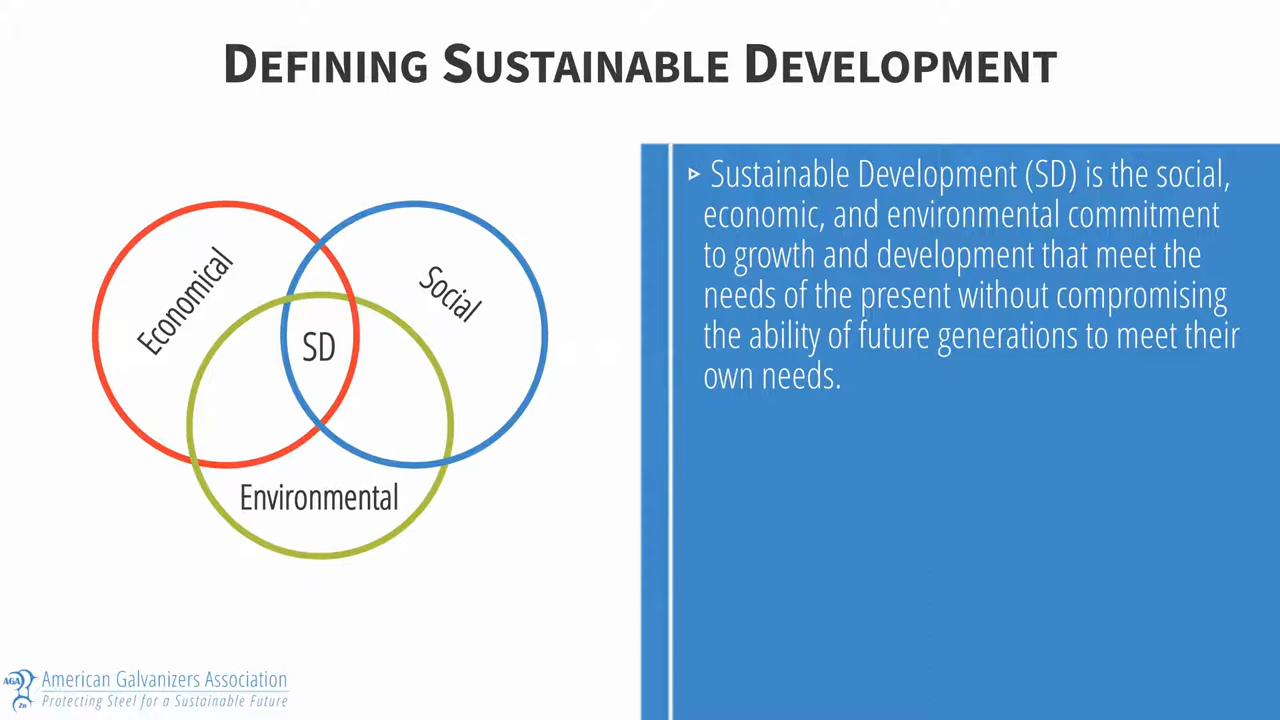 DEFINING SUSTAINABLE DEVELOPMENT
Economical
Social
SD
Environmental
▹ Sustainable Development (SD) is the social,
economic, and environmental commitment
to growth and development that meet the
needs of the present without compromising
the ability of future generations to meet their
own needs.
AGA
Zn
American Galvanizers Association
Protecting Steel for a Sustainable Future